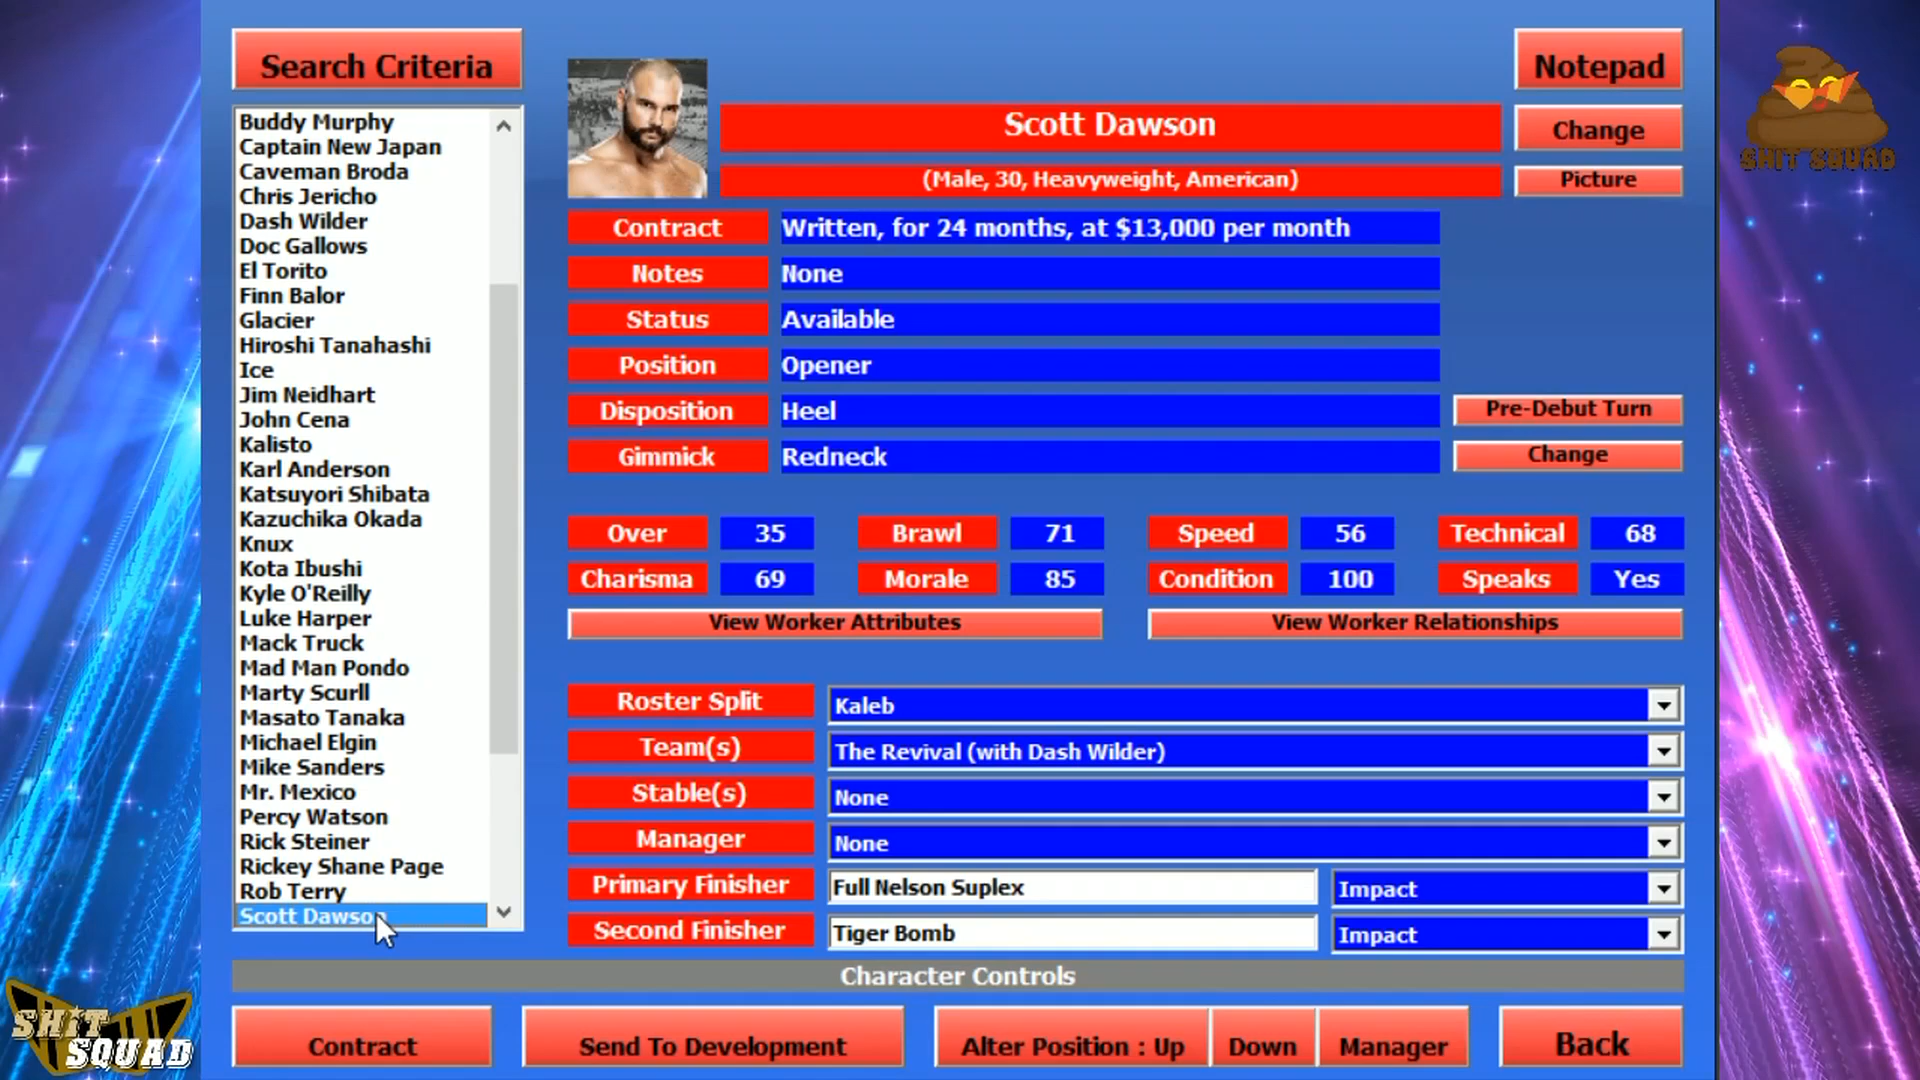 Search Criteria
Buddy Murphy
Captain New Japan
Caveman Broda
Chris Jericho
Dash Wilder
Doc Gallows
El Torito
Finn Balor
Glacier
Hiroshi Tanahashi
Ice
Jim Neidhart
John Cena
Kalisto
Karl Anderson
Katsuyori Shibata
Kazuchika Okada
Knux
Kota Ibushi
Kyle O'Reilly
Luke Harper
Mack Truck
Mad Man Pondo
Marty Scurll
Masato Tanaka
Michael Elgin
Mike Sanders
Mr. Mexico
Percy Watson
Rick Steiner
Rickey Shane Page
Rob Terry
Scott Dawson
Scott Dawson
(Male, 30, Heavyweight, American)
Notepad
Change
Picture
Contract Written, for 24 months, at $13,000 per month
Notes None
Status Available
Position Opener
Disposition Heel Pre-Debut Turn
Gimmick Redneck Change
Over 35 Brawl 71 Speed 56 Technical 68
Charisma 69 Morale 85 Condition 100 Speaks Yes
View Worker Attributes View Worker Relationships
Roster Split Kaleb
Team(s) The Revival (with Dash Wilder)
Stable(s) None
Manager None
Primary Finisher Full Nelson Suplex Impact
Second Finisher Tiger Bomb Impact
Character Controls
Contract Send To Development Alter Position : Up Down Manager Back
SHIT SQUAD
SHIT
SQUAD